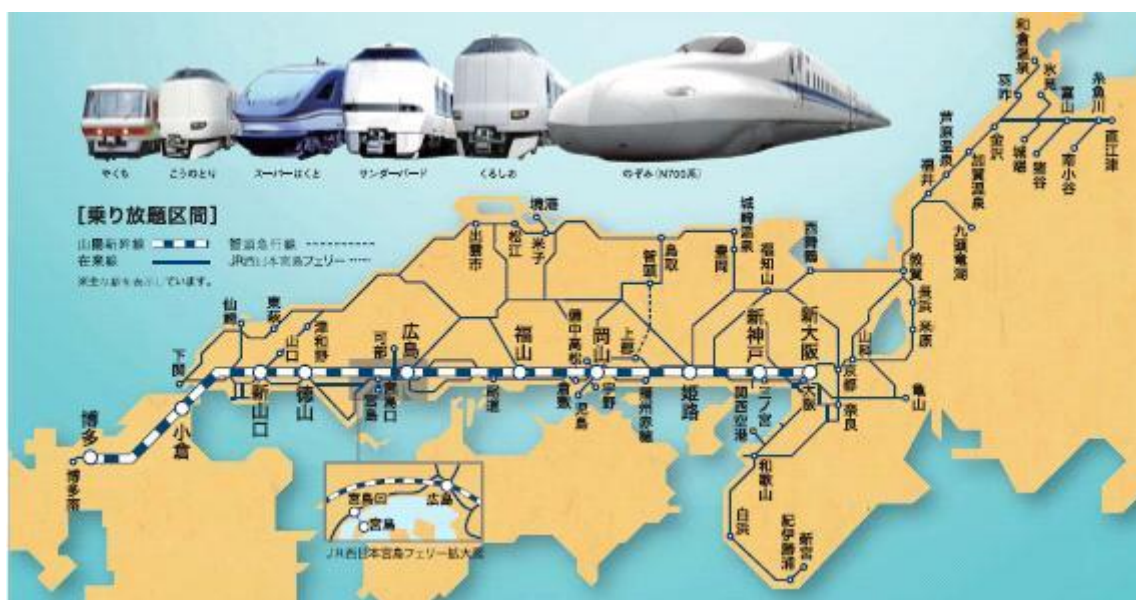 やくも
こうのとり
スーパーはくと
サンダーバード
くろしお
のぞみ(N700系)
[乗り放題区間]
山陽新幹線
智頭急行線
在来線
JR西日本宮島フェリー
和倉温泉
羽咋
氷見
富山
糸魚川
金沢
城端
猪谷
南小谷
直江津
芦原温泉
加賀温泉
福井
九頭竜湖
敦賀
長浜
米原
境港
出雲市
松江
米子
鳥取
智頭
城崎温泉
豊岡
福知山
西舞鶴
仙崎
東萩
津和野
山口
可部
広島
福山
備中高松
岡山
上郡
新神戸
新大阪
山科
京都
亀山
下関
新山口
徳山
宮島
宮島口
尾道
倉敷
児島
宇野
播州赤穂
姫路
三ノ宮
大阪
関西空港
奈良
和歌山
白浜
紀伊勝浦
新宮
博多
小倉
博多南
宮島口
広島
宮島
JR西日本宮島フェリー拡大図